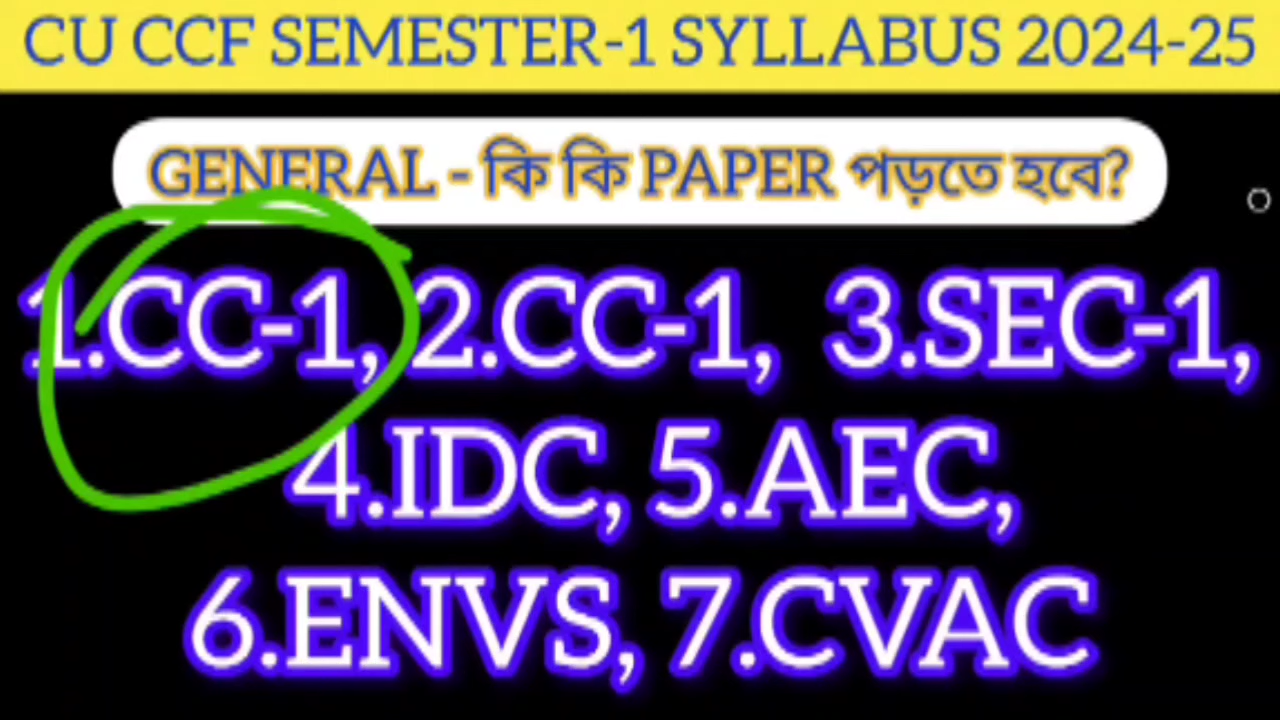 CU CCF SEMESTER-1 SYLLABUS 2024-25
GENERAL - কি কি PAPER পড়তে হবে?
1.CC-1, 2.CC-1, 3.SEC-1,
4.IDC, 5.AEC,
6.ENVS, 7.CVAC